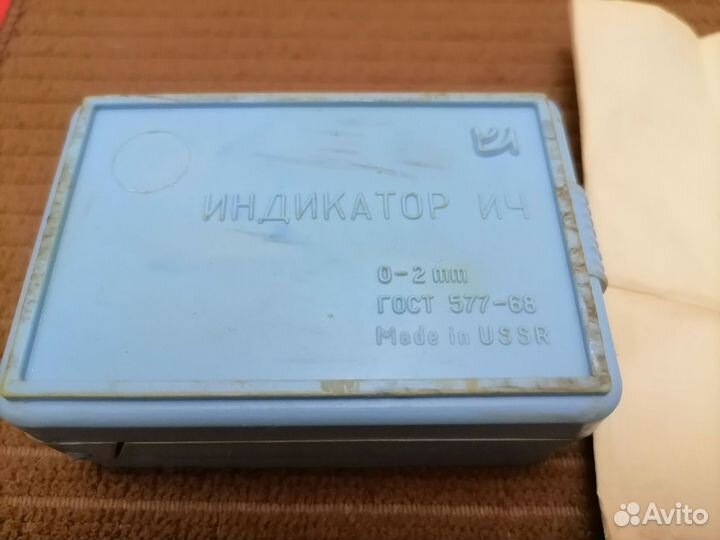 ИНДИКАТОР ИЧ
0-2 mm
ГОСТ 577-68
Made in USSR
Avito